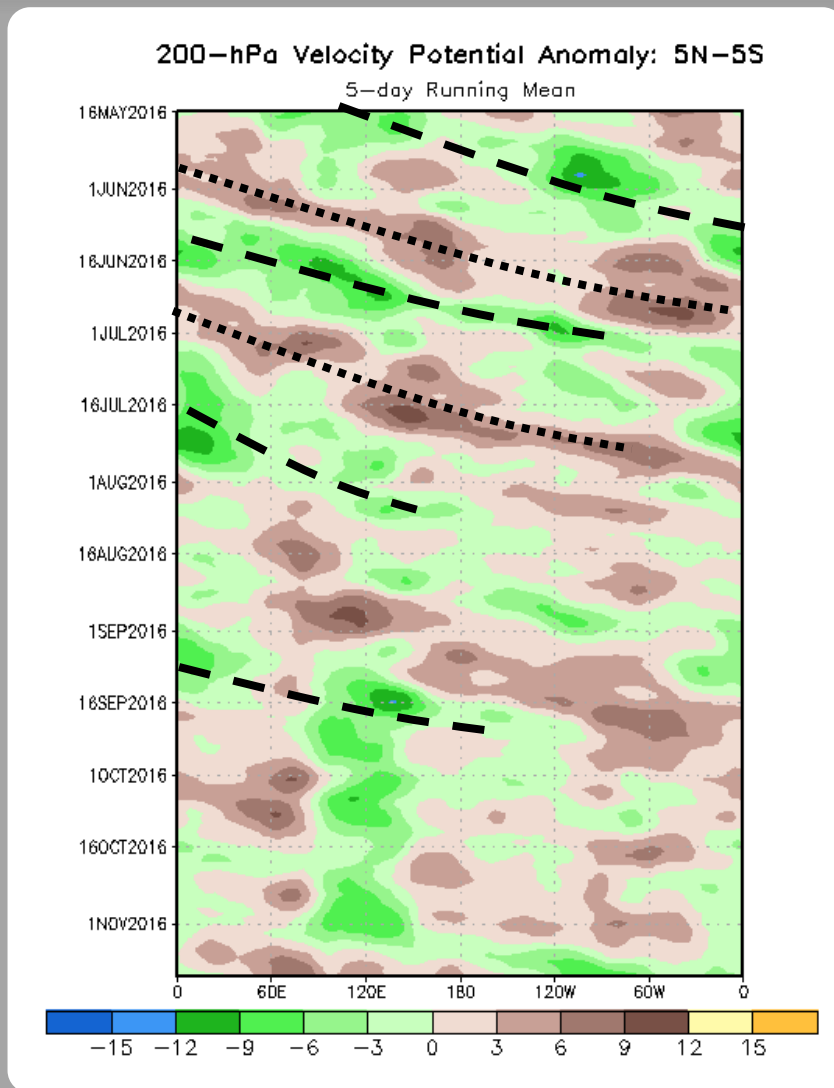 200-hPa Velocity Potential Anomaly: 5N-5S
5-day Running Mean
16MAY2016
1JUN2016
16JUN2016
1JUL2016
16JUL2016
1AUG2016
16AUG2016
1SEP2016
16SEP2016
1OCT2016
16OCT2016
1NOV2016
0 60E 120E 180 120W 60W 0
-15 -12 -9 -6 -3 0 3 6 9 12 15